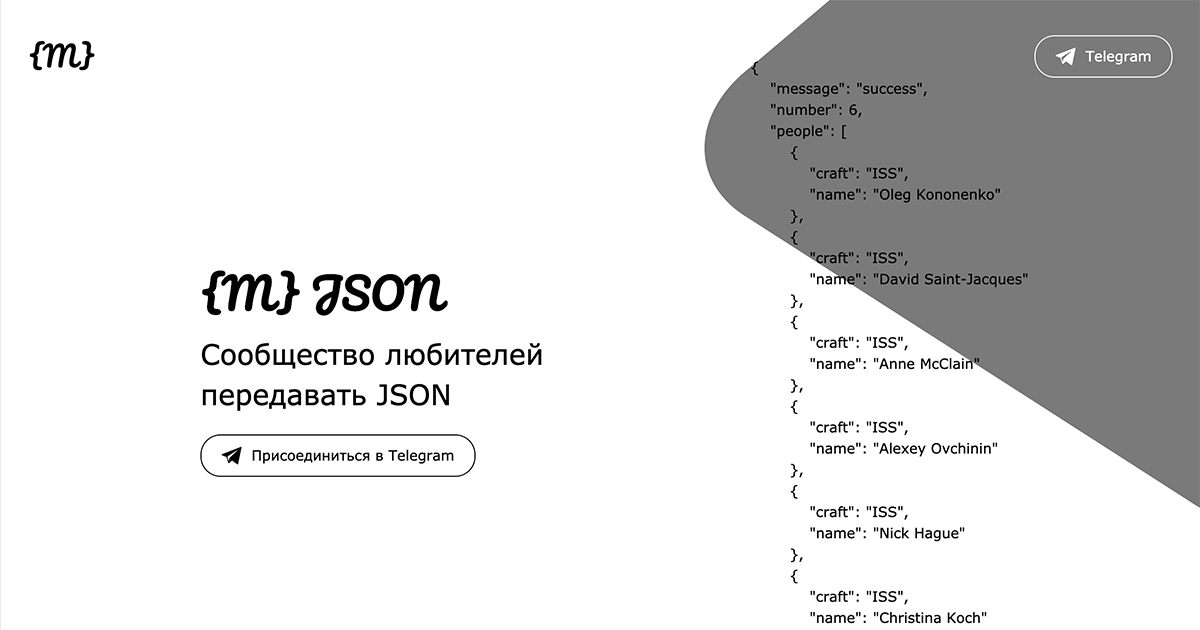 {m}
Telegram
{m} JSON
Сообщество любителей
передавать JSON
Присоединиться в Telegram
{
"message": "success",
"number": 6,
"people": [
{
"craft": "ISS",
"name": "Oleg Kononenko"
},
{
"craft": "ISS",
"name": "David Saint-Jacques"
},
{
"craft": "ISS",
"name": "Anne McClain"
},
{
"craft": "ISS",
"name": "Alexey Ovchinin"
},
{
"craft": "ISS",
"name": "Nick Hague"
},
{
"craft": "ISS",
"name": "Christina Koch"